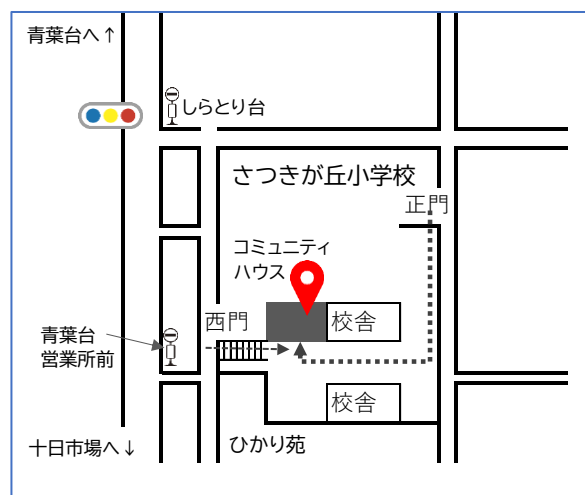 青葉台へ↑
しらとり台
さつきが丘小学校
正門
コミュニティ
ハウス
西門
校舎
青葉台
営業所前
校舎
十日市場へ↓
ひかり苑